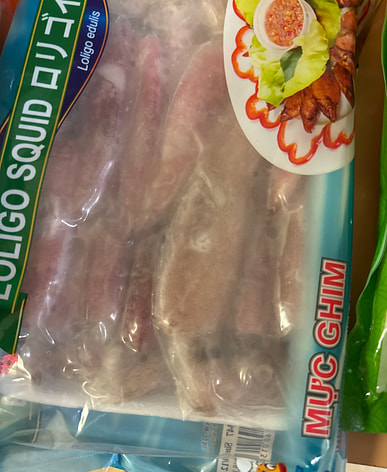 LOLIGO SQUID ロリゴイ
Loligo edulis
MỰC GHIM